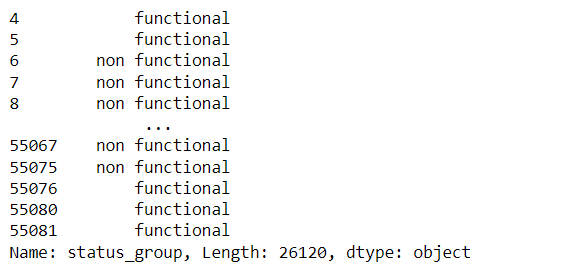 4            functional
5            functional
6        non functional
7        non functional
8        non functional
              ...
55067    non functional
55075    non functional
55076        functional
55080        functional
55081        functional
Name: status_group, Length: 26120, dtype: object